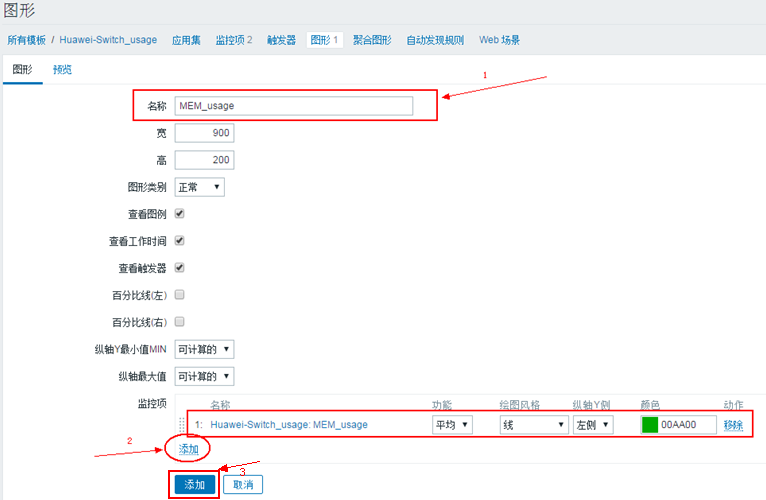 图形
所有模板 / Huawei-Switch_usage 应用集 监控项 2 触发器 图形 1 聚合图形 自动发现规则 Web 场景
图形 预览
1
名称 MEM_usage
宽 900
高 200
图形类别 正常
查看图例
查看工作时间
查看触发器
百分比线(左)
百分比线(右)
纵轴Y最小值MIN 可计算的
纵轴最大值 可计算的
监控项 名称 功能 绘图风格 纵轴Y侧 颜色 动作
1: Huawei-Switch_usage: MEM_usage 平均 线 左侧 00AA00 移除
2 添加
3
添加 取消